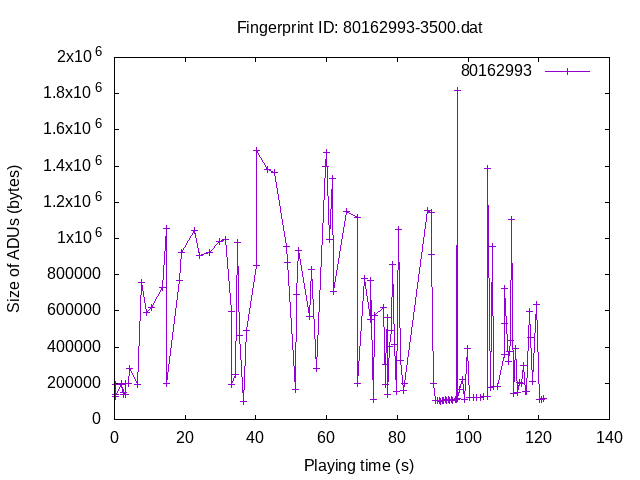 Fingerprint ID: 80162993-3500.dat
80162993
2x10^6
1.8x10^6
1.6x10^6
1.4x10^6
1.2x10^6
1x10^6
800000
600000
400000
200000
0
Size of ADUs (bytes)
0 20 40 60 80 100 120 140
Playing time (s)